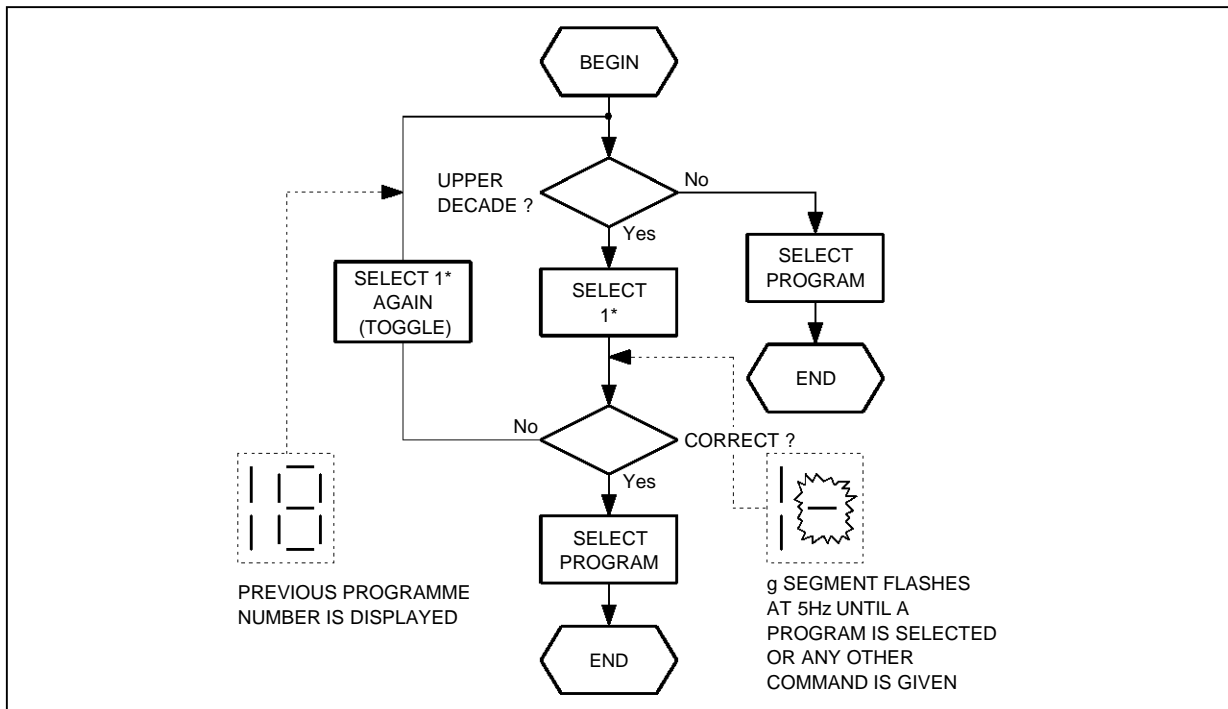 BEGIN
UPPER
DECADE ?
No
Yes
SELECT
PROGRAM
SELECT 1*
AGAIN
(TOGGLE)
SELECT
1*
END
No
CORRECT ?
Yes
18
1-
SELECT
PROGRAM
PREVIOUS PROGRAMME
NUMBER IS DISPLAYED
g SEGMENT FLASHES
AT 5Hz UNTIL A
PROGRAM IS SELECTED
OR ANY OTHER
COMMAND IS GIVEN
END